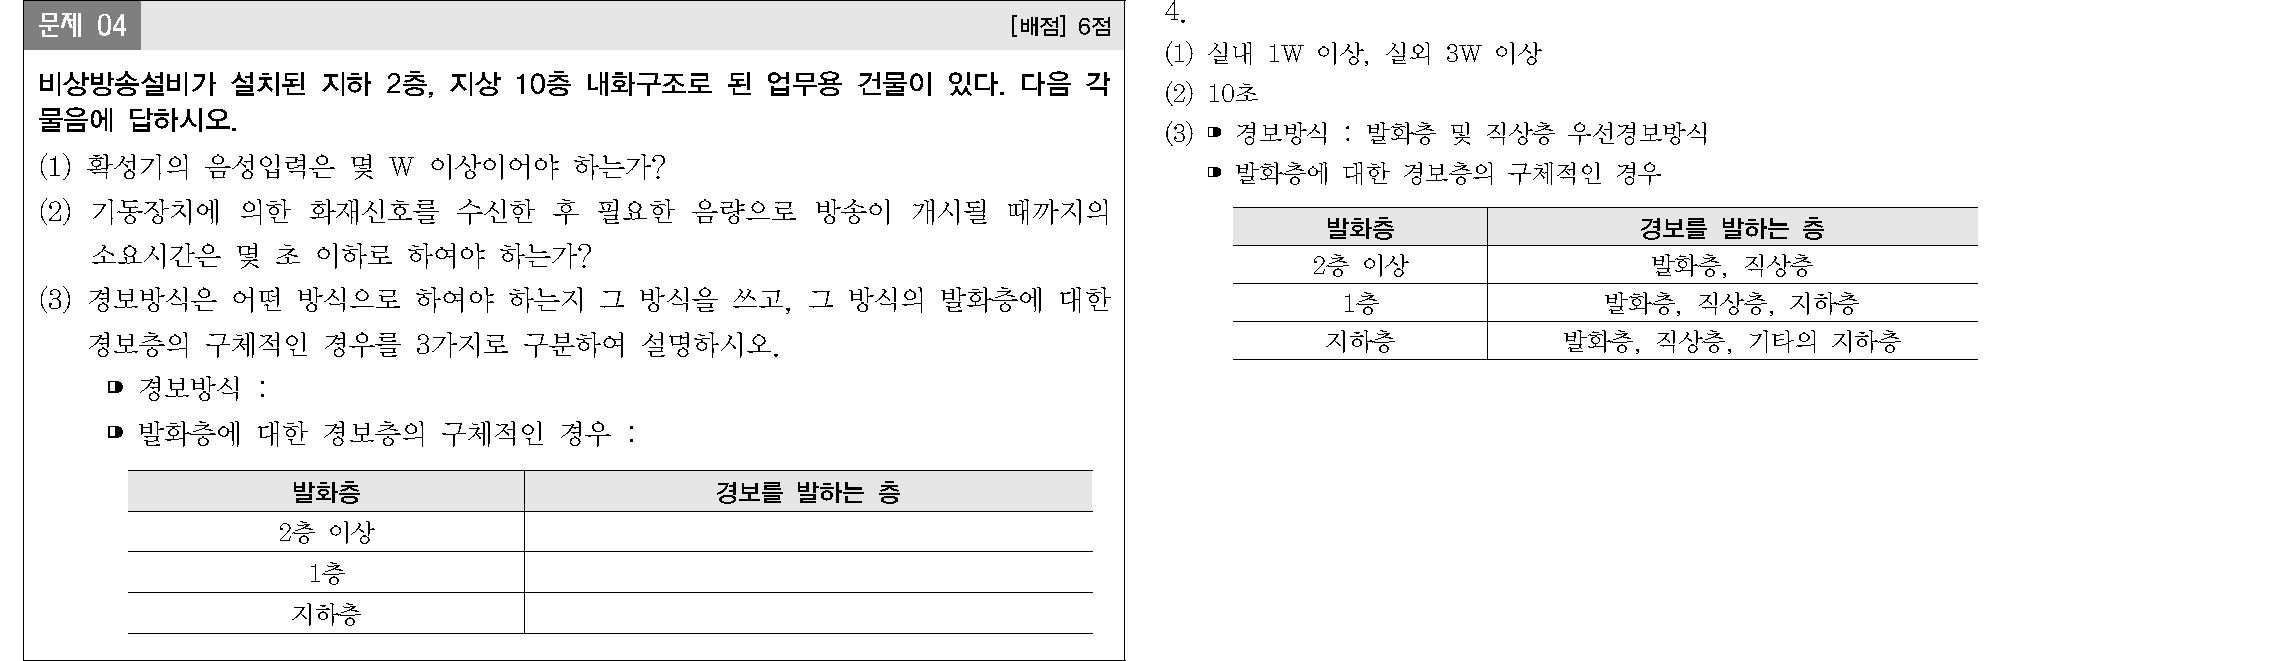 문제 04
[배점] 6점
비상방송설비가 설치된 지하 2층, 지상 10층 내화구조로 된 업무용 건물이 있다. 다음 각
물음에 답하시오.
(1) 확성기의 음성입력은 몇 W 이상이어야 하는가?
(2) 기동장치에 의한 화재신호를 수신한 후 필요한 음량으로 방송이 개시될 때까지의
소요시간은 몇 초 이하로 하여야 하는가?
(3) 경보방식은 어떤 방식으로 하여야 하는지 그 방식을 쓰고, 그 방식의 발화층에 대한
경보층의 구체적인 경우를 3가지로 구분하여 설명하시오.
경보방식 :
발화층에 대한 경보층의 구체적인 경우 :
발화층 경보를 발하는 층
2층 이상
1층
지하층
4.
(1) 실내 1W 이상, 실외 3W 이상
(2) 10초
(3) 경보방식 : 발화층 및 직상층 우선경보방식
발화층에 대한 경보층의 구체적인 경우
발화층 경보를 발하는 층
2층 이상 발화층, 직상층
1층 발화층, 직상층, 지하층
지하층 발화층, 직상층, 기타의 지하층